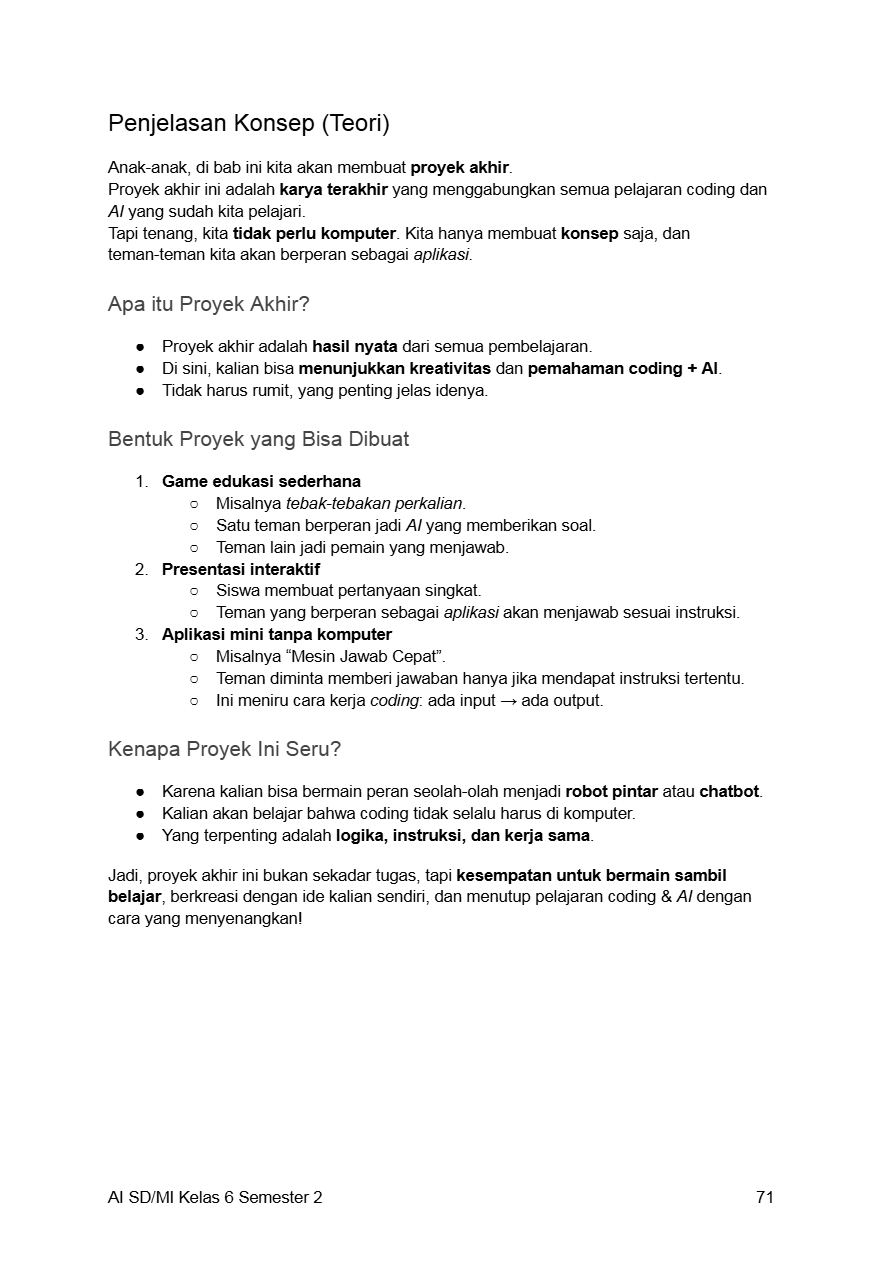 Penjelasan Konsep (Teori)
Anak-anak, di bab ini kita akan membuat proyek akhir.
Proyek akhir ini adalah karya terakhir yang menggabungkan semua pelajaran coding dan
AI yang sudah kita pelajari.
Tapi tenang, kita tidak perlu komputer. Kita hanya membuat konsep saja, dan
teman-teman kita akan berperan sebagai aplikasi.
Apa itu Proyek Akhir?
● Proyek akhir adalah hasil nyata dari semua pembelajaran.
● Di sini, kalian bisa menunjukkan kreativitas dan pemahaman coding + AI.
● Tidak harus rumit, yang penting jelas idenya.
Bentuk Proyek yang Bisa Dibuat
1. Game edukasi sederhana
○ Misalnya tebak-tebakan perkalian.
○ Satu teman berperan jadi AI yang memberikan soal.
○ Teman lain jadi pemain yang menjawab.
2. Presentasi interaktif
○ Siswa membuat pertanyaan singkat.
○ Teman yang berperan sebagai aplikasi akan menjawab sesuai instruksi.
3. Aplikasi mini tanpa komputer
○ Misalnya “Mesin Jawab Cepat”.
○ Teman diminta memberi jawaban hanya jika mendapat instruksi tertentu.
○ Ini meniru cara kerja coding: ada input → ada output.
Kenapa Proyek Ini Seru?
● Karena kalian bisa bermain peran seolah-olah menjadi robot pintar atau chatbot.
● Kalian akan belajar bahwa coding tidak selalu harus di komputer.
● Yang terpenting adalah logika, instruksi, dan kerja sama.
Jadi, proyek akhir ini bukan sekadar tugas, tapi kesempatan untuk bermain sambil
belajar, berkreasi dengan ide kalian sendiri, dan menutup pelajaran coding & AI dengan
cara yang menyenangkan!
AI SD/MI Kelas 6 Semester 2 71